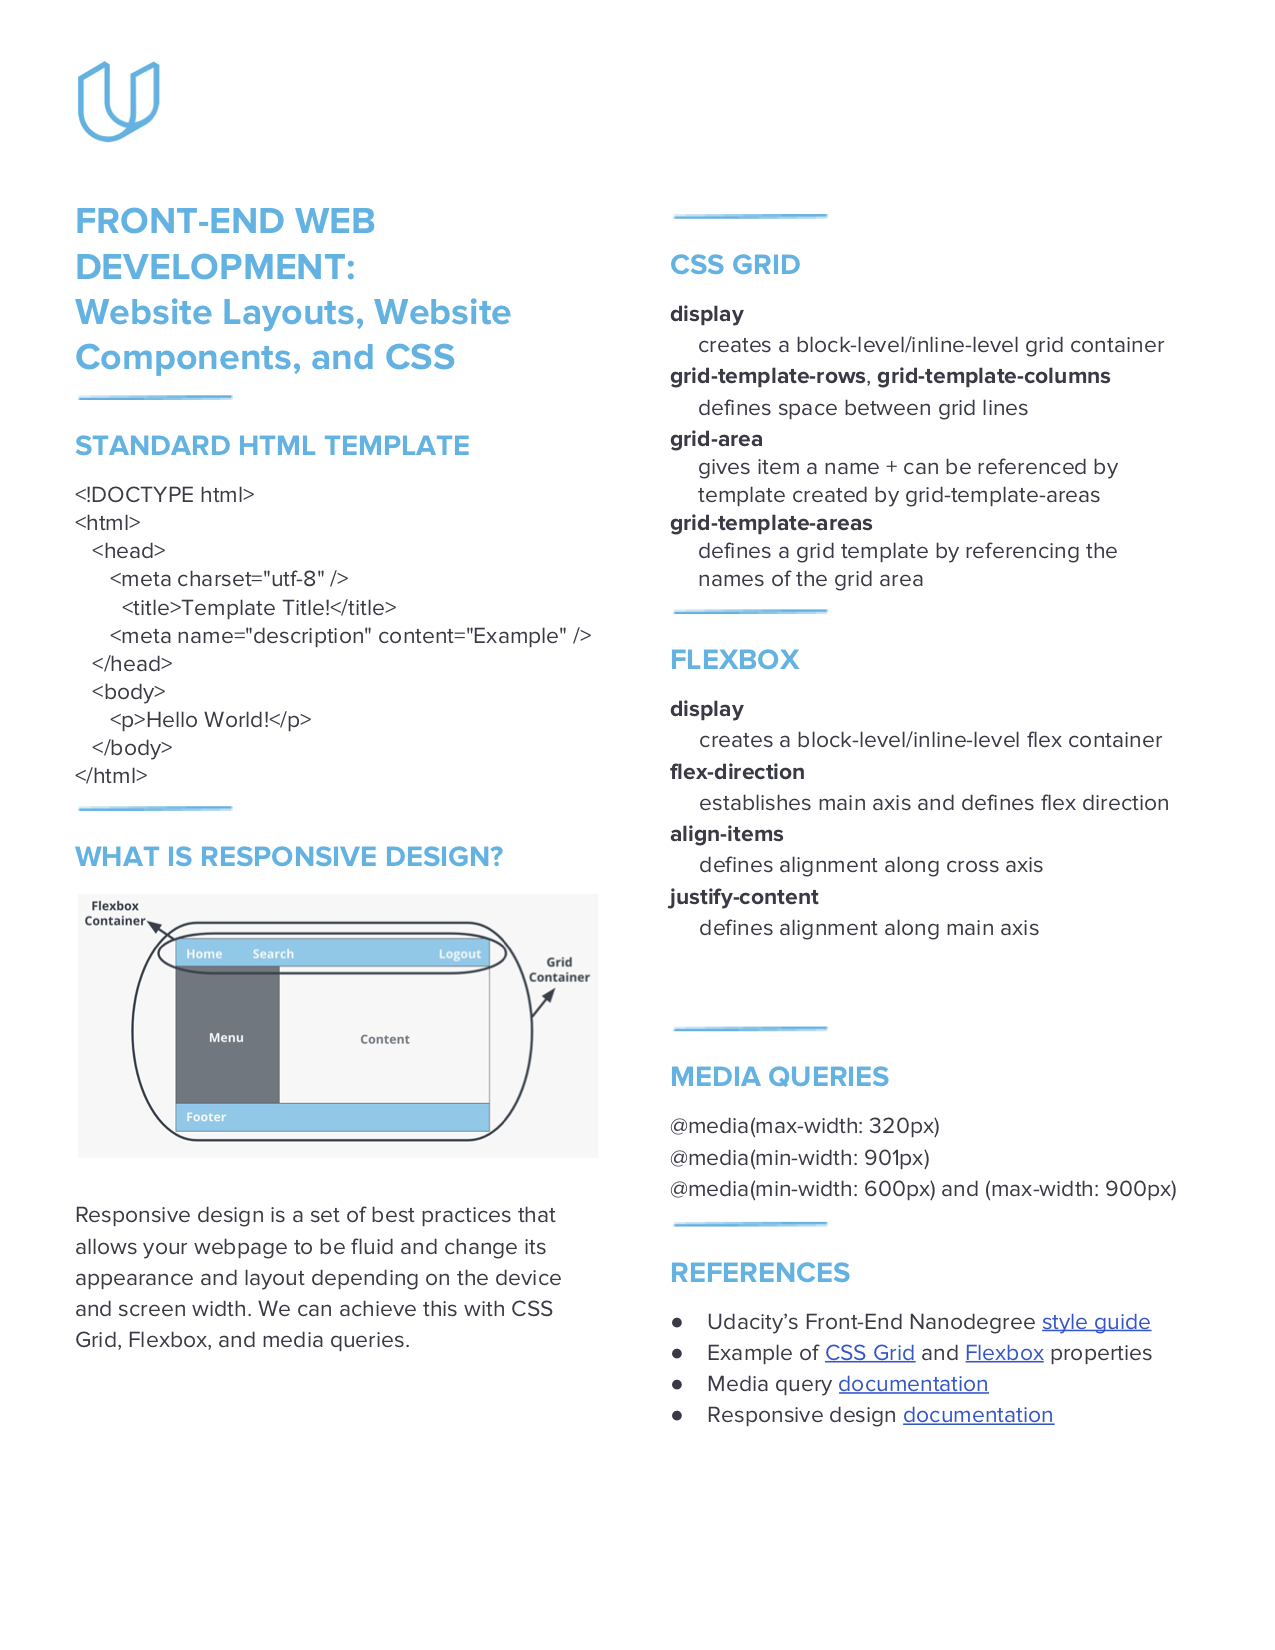 FRONT-END WEB
DEVELOPMENT:
Website Layouts, Website
Components, and CSS
STANDARD HTML TEMPLATE
<!DOCTYPE html>
<html>
<head>
<meta charset="utf-8" />
<title>Template Title!</title>
<meta name="description" content="Example" />
</head>
<body>
<p>Hello World!</p>
</body>
</html>
WHAT IS RESPONSIVE DESIGN?
Flexbox
Container
Home Search Logout
Grid
Container
Menu
Content
Footer
Responsive design is a set of best practices that
allows your webpage to be fluid and change its
appearance and layout depending on the device
and screen width. We can achieve this with CSS
Grid, Flexbox, and media queries.
CSS GRID
display
creates a block-level/inline-level grid container
grid-template-rows, grid-template-columns
defines space between grid lines
grid-area
gives item a name + can be referenced by
template created by grid-template-areas
grid-template-areas
defines a grid template by referencing the
names of the grid area
FLEXBOX
display
creates a block-level/inline-level flex container
flex-direction
establishes main axis and defines flex direction
align-items
defines alignment along cross axis
justify-content
defines alignment along main axis
MEDIA QUERIES
@media(max-width: 320px)
@media(min-width: 901px)
@media(min-width: 600px) and (max-width: 900px)
REFERENCES
● Udacity’s Front-End Nanodegree style guide
● Example of CSS Grid and Flexbox properties
● Media query documentation
● Responsive design documentation